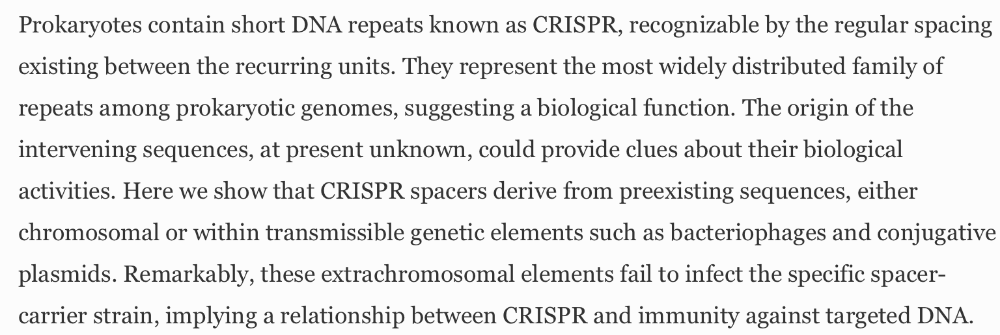 Prokaryotes contain short DNA repeats known as CRISPR, recognizable by the regular spacing
existing between the recurring units. They represent the most widely distributed family of
repeats among prokaryotic genomes, suggesting a biological function. The origin of the
intervening sequences, at present unknown, could provide clues about their biological
activities. Here we show that CRISPR spacers derive from preexisting sequences, either
chromosomal or within transmissible genetic elements such as bacteriophages and conjugative
plasmids. Remarkably, these extrachromosomal elements fail to infect the specific spacer-
carrier strain, implying a relationship between CRISPR and immunity against targeted DNA.